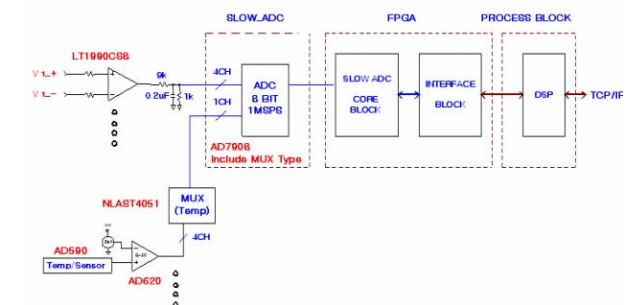 SLOW_ADC
FPGA
PROCESS BLOCK
LT1990CS8
V 1_+
V 1_-
9k
0.2uF
1k
4CH
1CH
ADC
8 BIT
1MSPS
SLOW ADC
CORE
BLOCK
INTERFACE
BLOCK
DSP
TCP/IP
AD7908
Include MUX Type
NLAST4051
MUX
(Temp)
4CH
AD590
Temp/Sensor
AD620